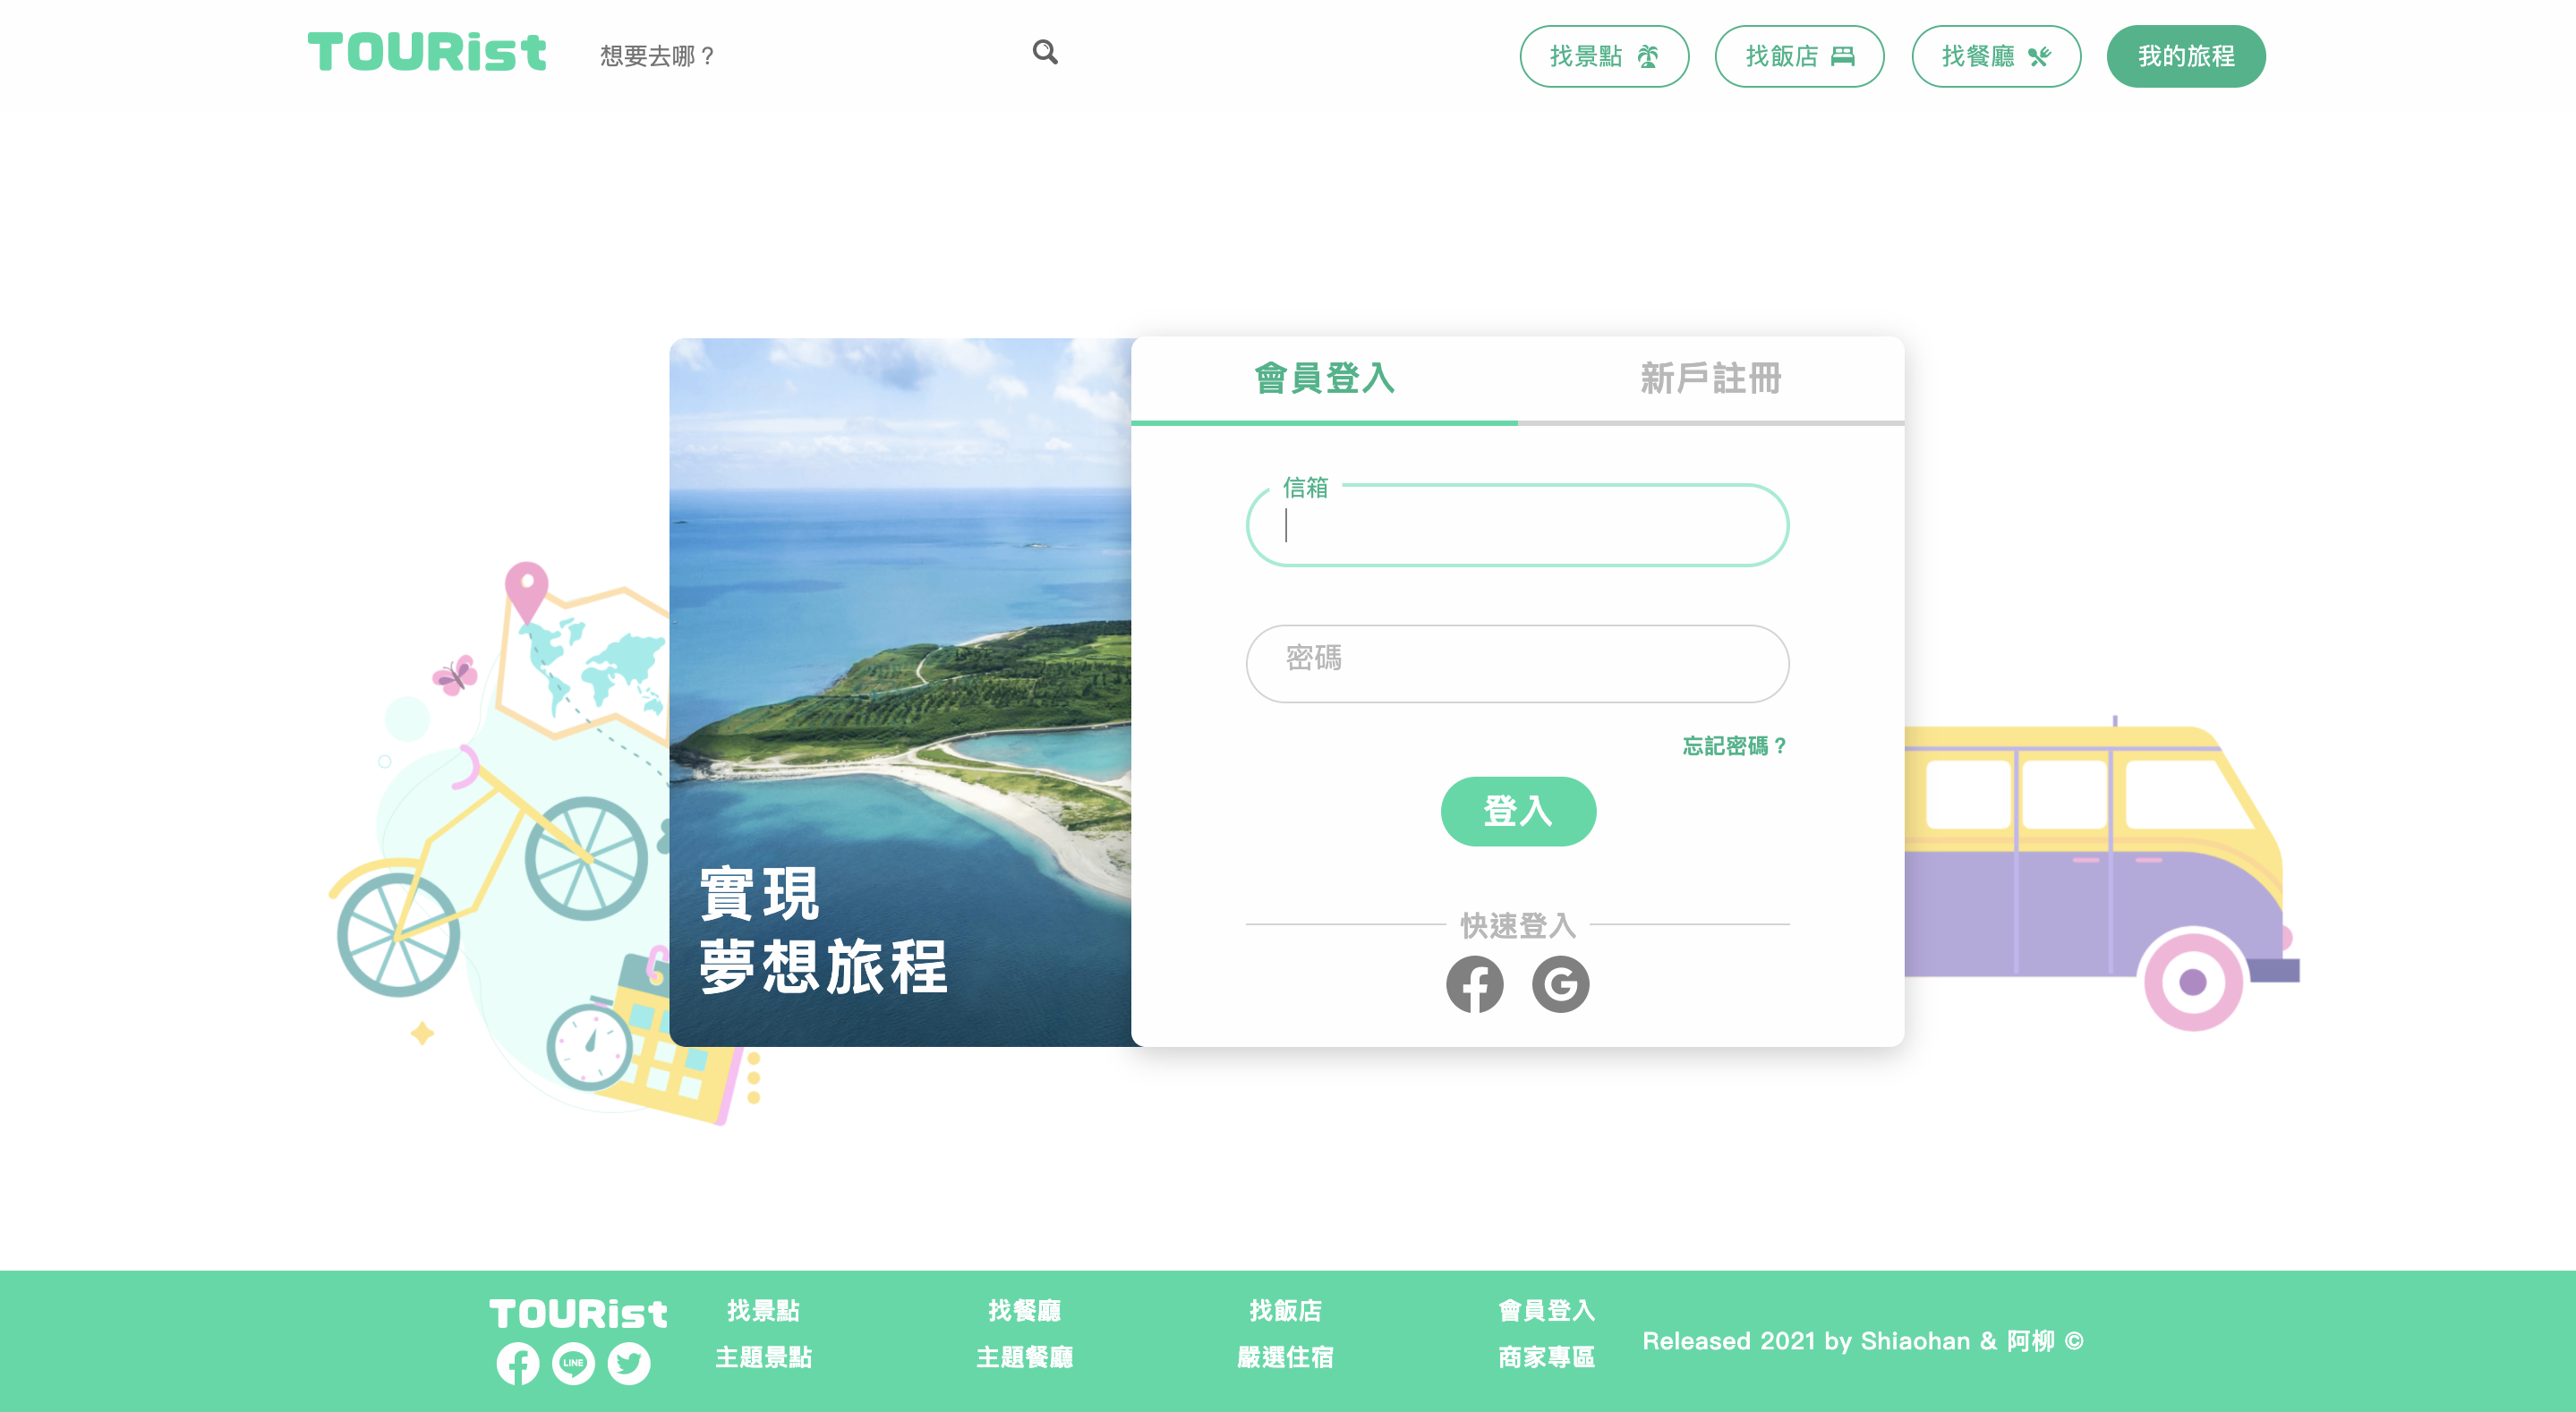 TOURist
想要去哪？
找景點
找飯店
找餐廳
我的旅程
會員登入
新戶註冊
信箱
密碼
忘記密碼？
登入
實現
夢想旅程
快速登入
TOURist
LINE
找景點
找餐廳
找飯店
會員登入
主題景點
主題餐廳
嚴選住宿
商家專區
Released 2021 by Shiaohan & 阿柳 ©